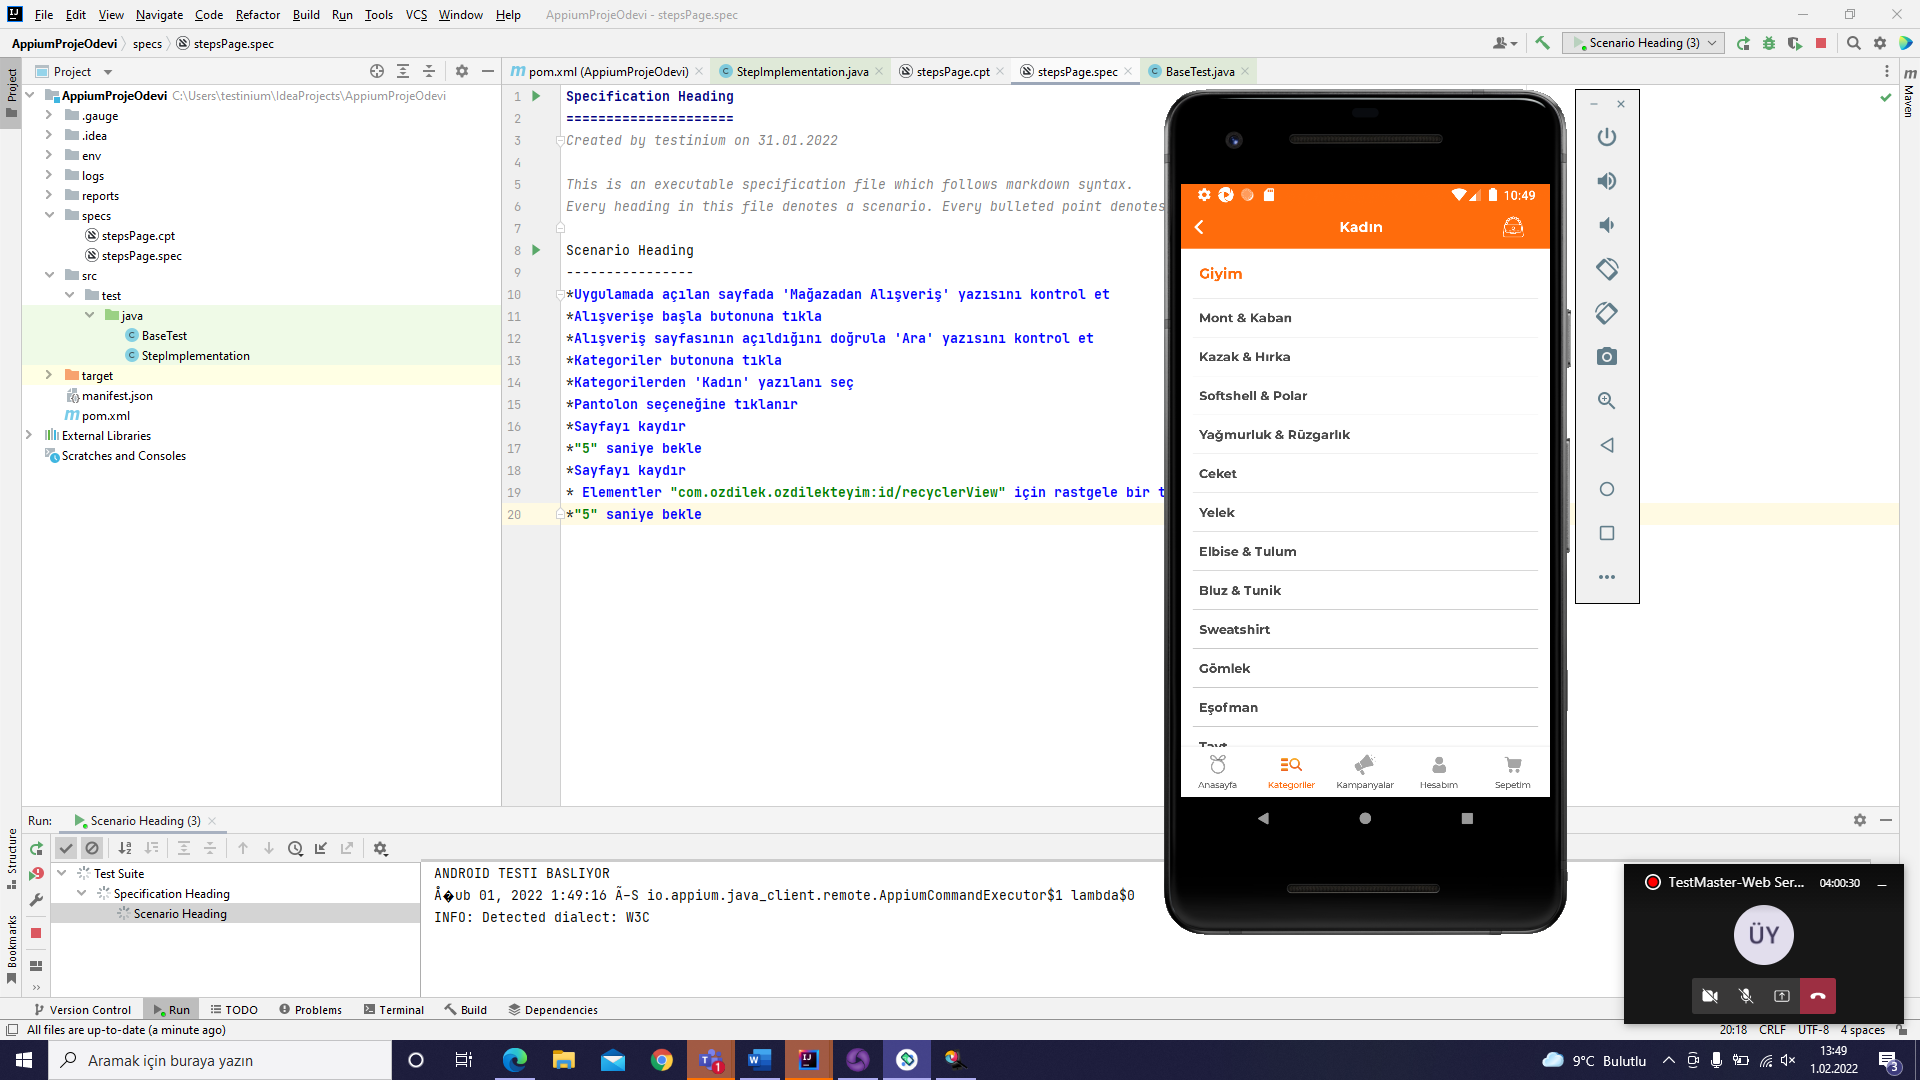 File Edit View Navigate Code Refactor Build Run Tools VCS Window Help AppiumProjeOdevi - stepsPage.spec
AppiumProjeOdevi specs stepsPage.spec
Scenario Heading (3)
Project
pom.xml (AppiumProjeOdevi)
StepImplementation.java
stepsPage.cpt
stepsPage.spec
BaseTest.java
Project
Maven
AppiumProjeOdevi C:\Users\testinium\IdeaProjects\AppiumProjeOdevi
.gauge
.idea
env
logs
reports
specs
stepsPage.cpt
stepsPage.spec
src
test
java
BaseTest
StepImplementation
target
manifest.json
pom.xml
External Libraries
Scratches and Consoles
1 Specification Heading
2 =====================
3 Created by testinium on 31.01.2022
4
5 This is an executable specification file which follows markdown syntax.
6 Every heading in this file denotes a scenario. Every bulleted point denotes
7
8 Scenario Heading
9 ----------------
10 *Uygulamada açılan sayfada 'Mağazadan Alışveriş' yazısını kontrol et
11 *Alışverişe başla butonuna tıkla
12 *Alışveriş sayfasının açıldığını doğrula 'Ara' yazısını kontrol et
13 *Kategoriler butonuna tıkla
14 *Kategorilerden 'Kadın' yazılanı seç
15 *Pantolon seçeneğine tıklanır
16 *Sayfayı kaydır
17 *"5" saniye bekle
18 *Sayfayı kaydır
19 * Elementler "com.ozdilek.ozdilekteyim:id/recyclerView" için rastgele bir t
20 *"5" saniye bekle
10:49
Kadın
Giyim
Mont & Kaban
Kazak & Hırka
Softshell & Polar
Yağmurluk & Rüzgarlık
Ceket
Yelek
Elbise & Tulum
Bluz & Tunik
Sweatshirt
Gömlek
Eşofman
Tayt
Anasayfa Kategoriler Kampanyalar Hesabım Sepetim
Run: Scenario Heading (3)
Structure
Bookmarks
Test Suite
Specification Heading
Scenario Heading
ANDROID TESTI BASLIYOR
Å�ub 01, 2022 1:49:16 Ã-S io.appium.java_client.remote.AppiumCommandExecutor$1 lambda$0
INFO: Detected dialect: W3C
TestMaster-Web Ser... 04:00:30
ÜY
Version Control Run TODO Problems Terminal Build Dependencies
All files are up-to-date (a minute ago)
20:18 CRLF UTF-8 4 spaces
Aramak için buraya yazın
1
9°C Bulutlu
13:49
1.02.2022
3